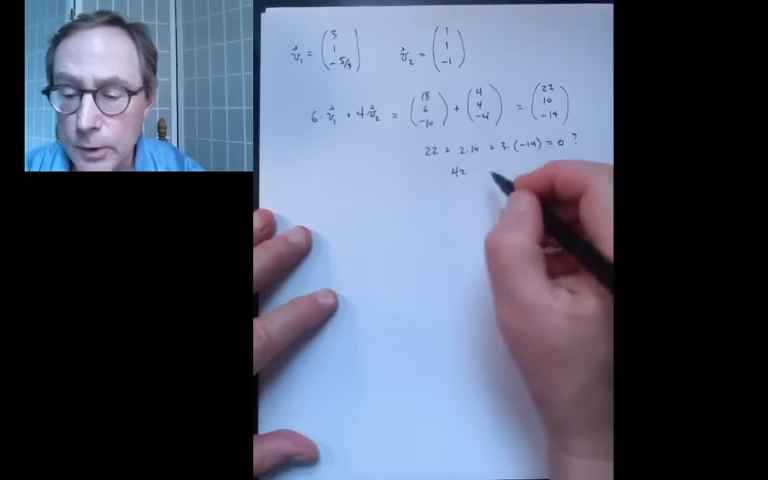 v⃗₁ = (3 1 -5/3) v⃗₂ = (1 1 -1)
6·v⃗₁ + 4v⃗₂ = (18 6 -10) + (4 4 -4) = (22 10 -14)
22 + 2·10 + 3·(-14) = 0 ?
42